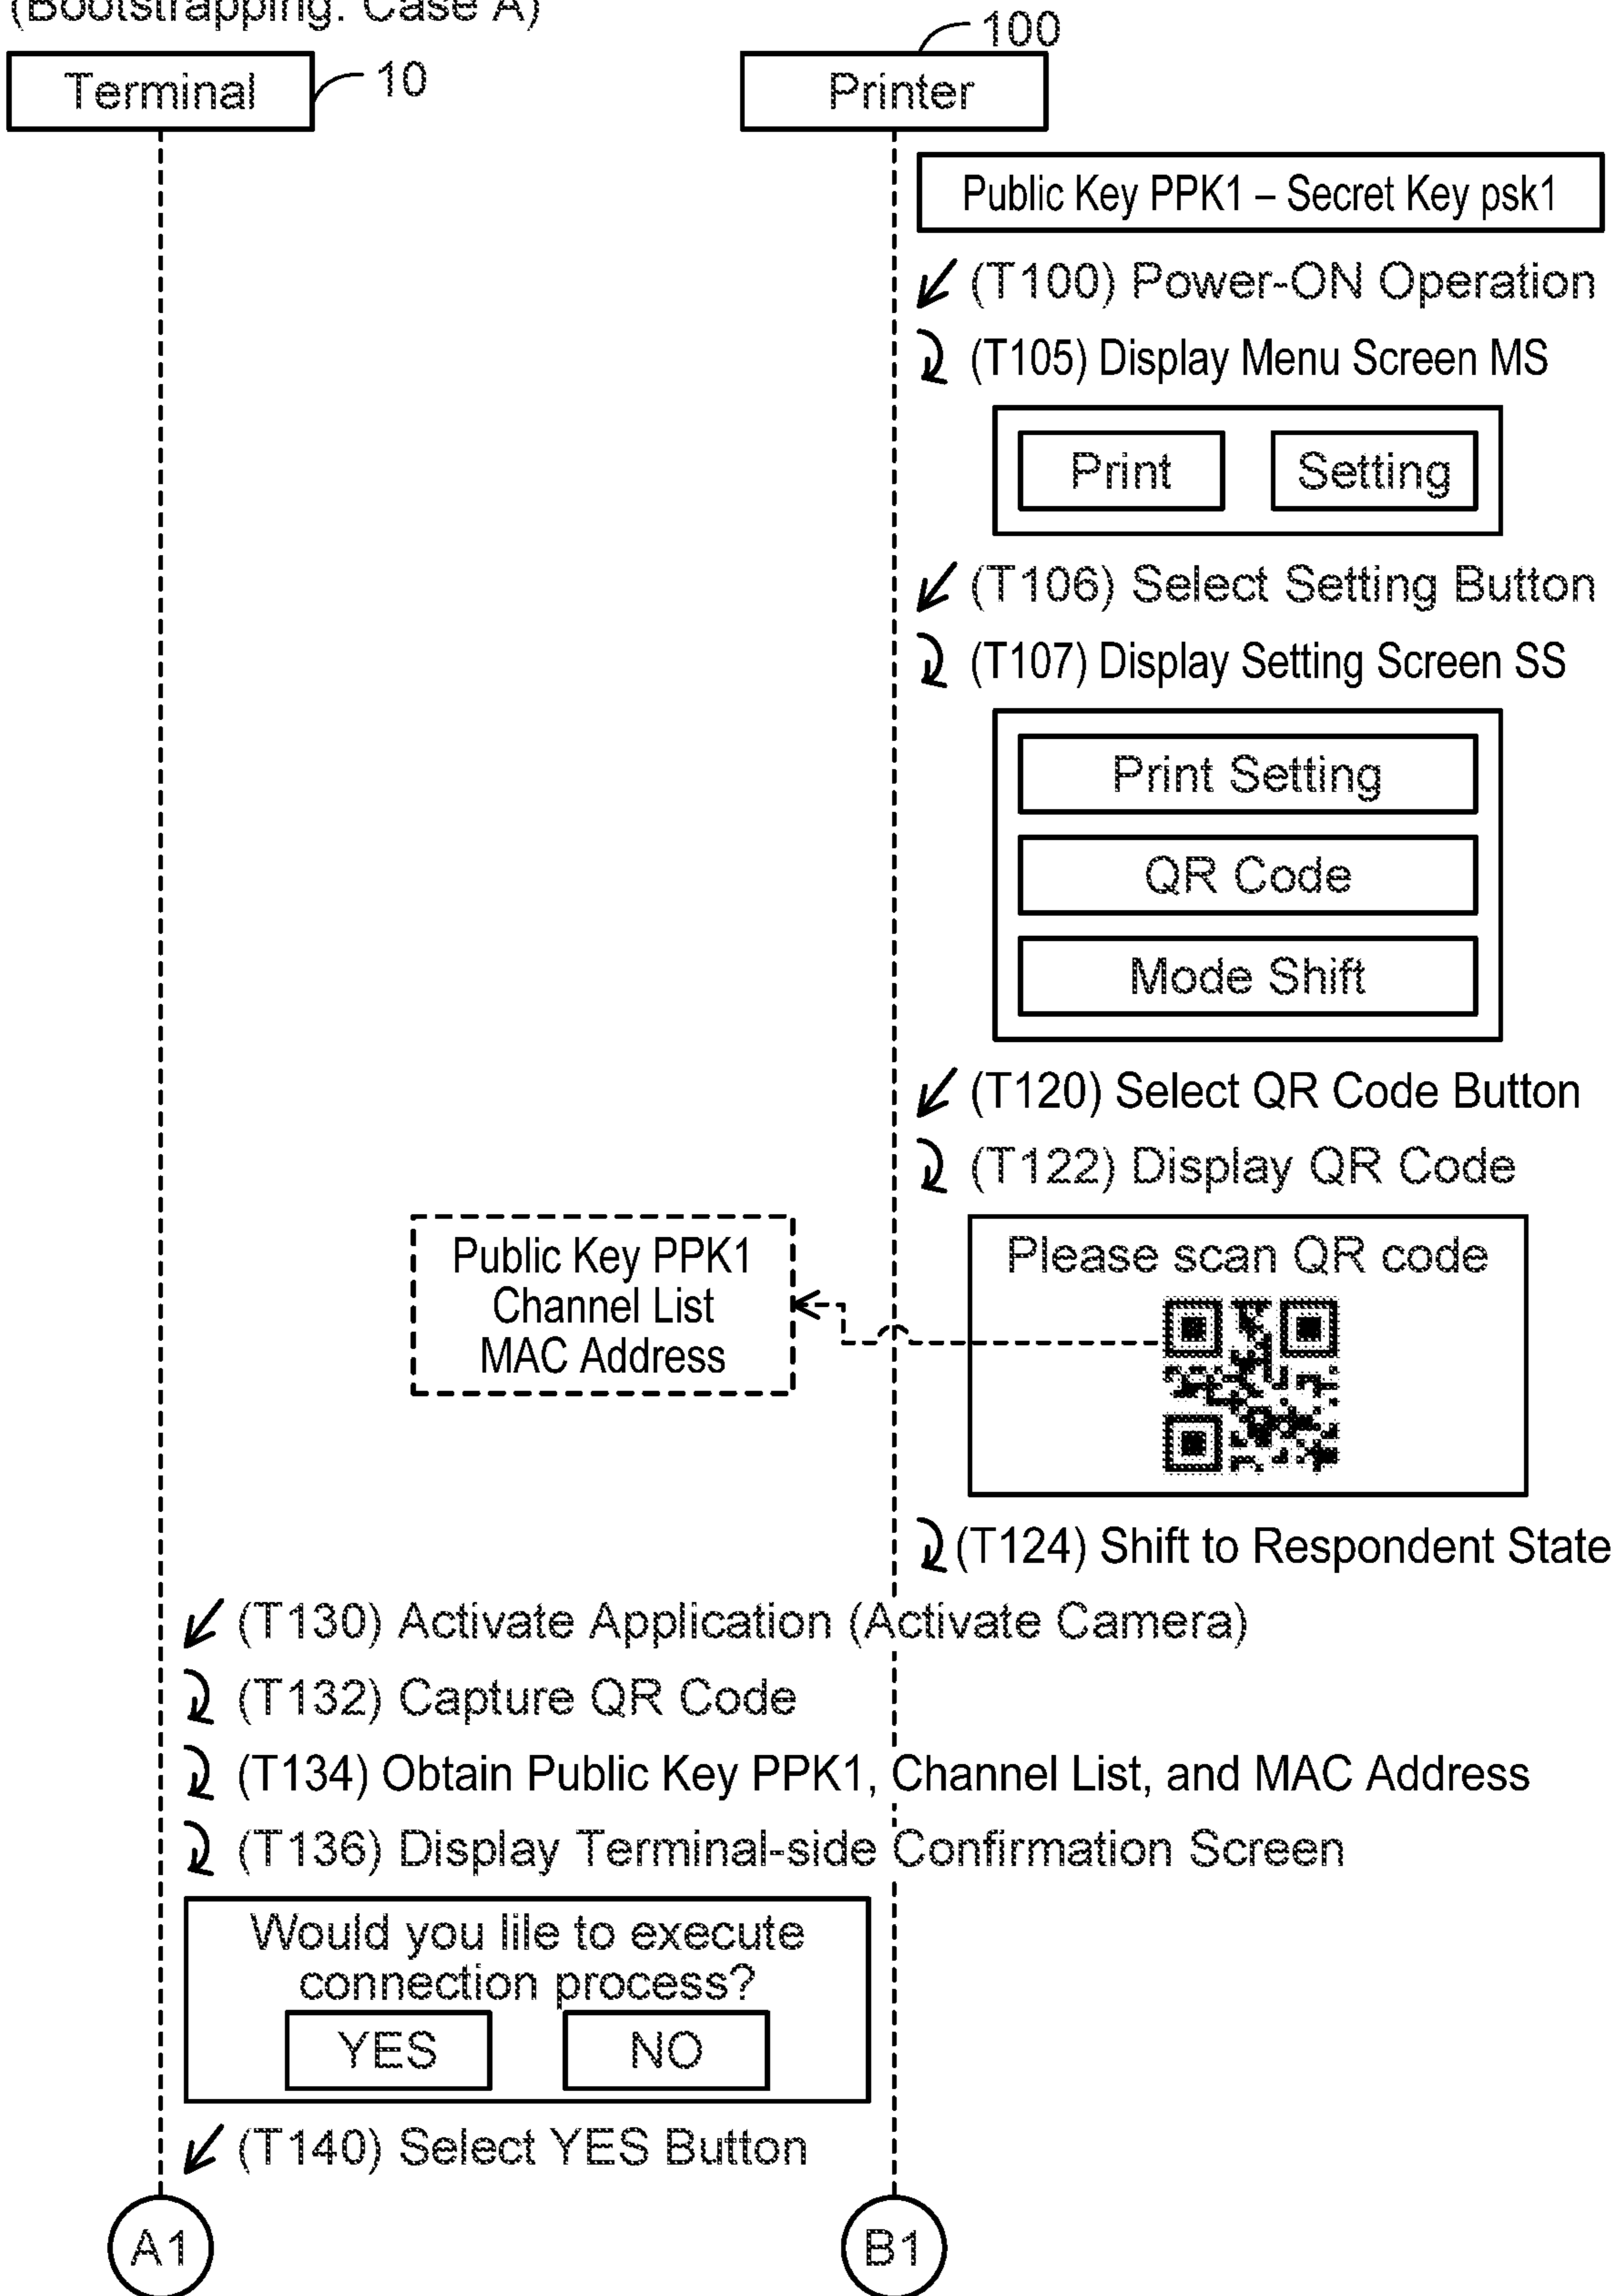 (Bootstrapping: Case A)
100
Terminal
10
Printer
Public Key PPK1 – Secret Key psk1
(T100) Power-ON Operation
(T105) Display Menu Screen MS
Print
Setting
(T106) Select Setting Button
(T107) Display Setting Screen SS
Print Setting
QR Code
Mode Shift
(T120) Select QR Code Button
(T122) Display QR Code
Public Key PPK1
Channel List
MAC Address
Please scan QR code
(T124) Shift to Respondent State
(T130) Activate Application (Activate Camera)
(T132) Capture QR Code
(T134) Obtain Public Key PPK1, Channel List, and MAC Address
(T136) Display Terminal-side Confirmation Screen
Would you lile to execute
connection process?
YES
NO
(T140) Select YES Button
A1
B1